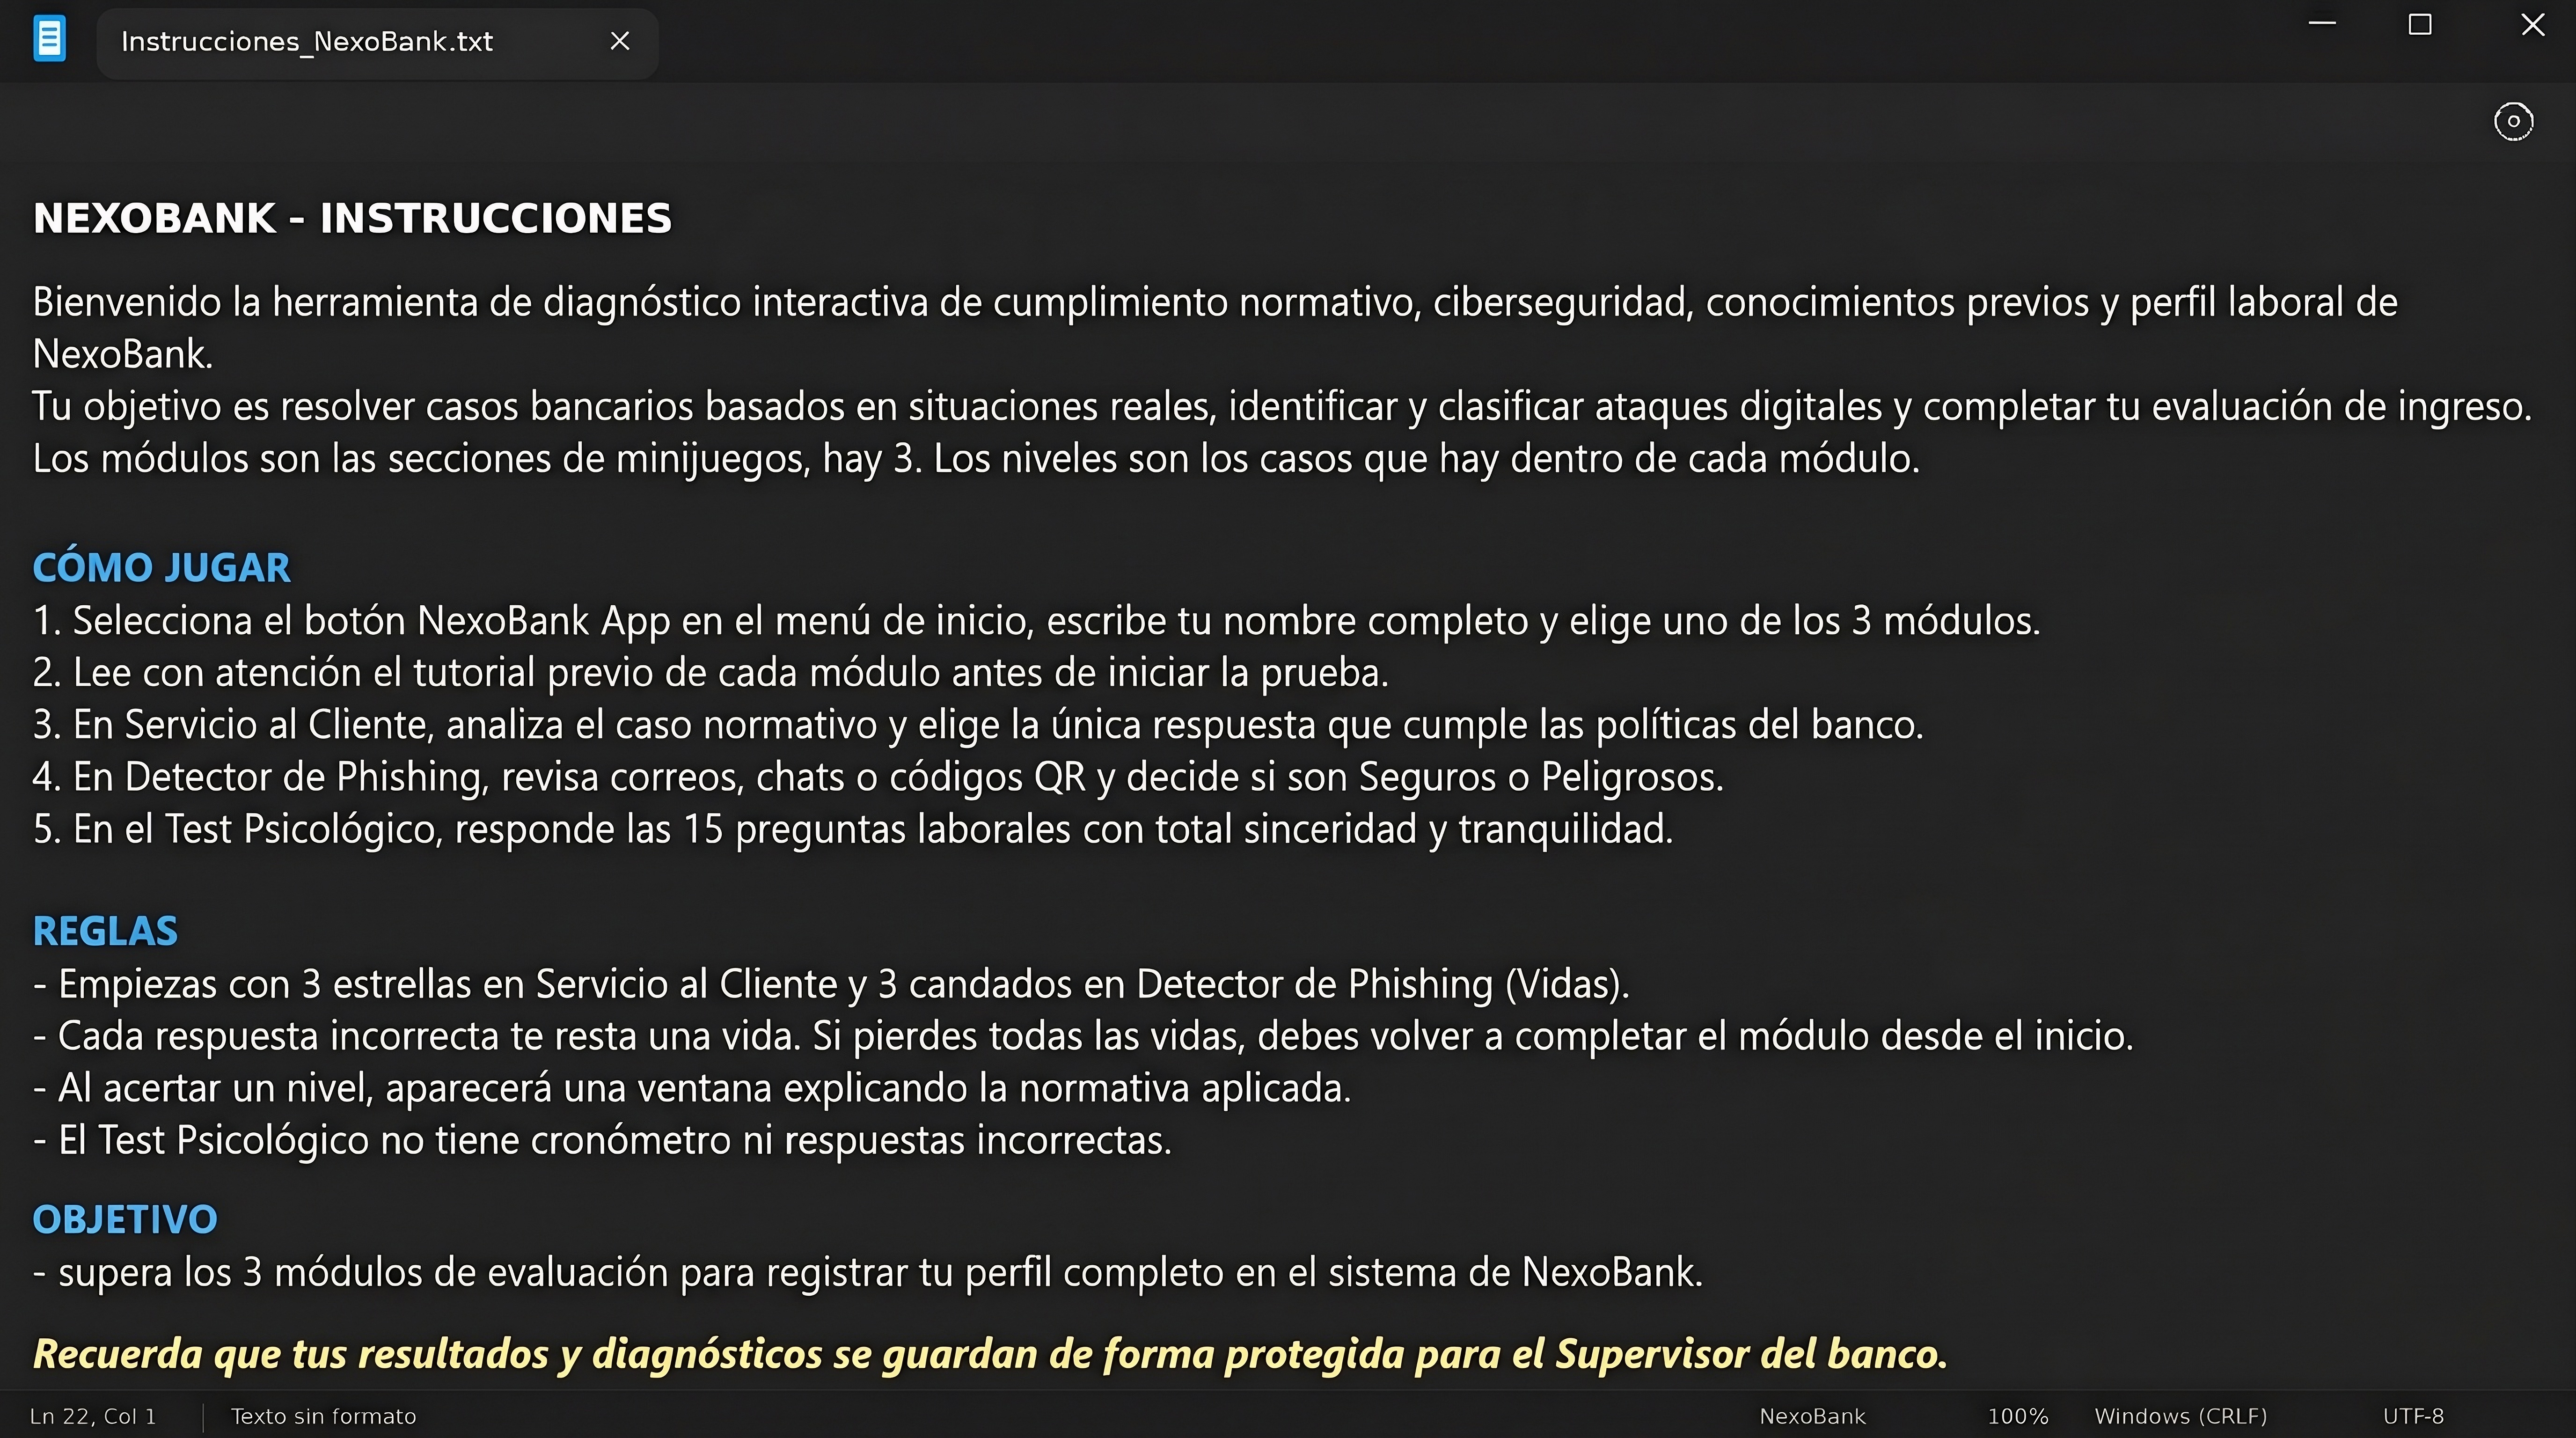 Instrucciones_NexoBank.txt
NEXOBANK - INSTRUCCIONES
Bienvenido la herramienta de diagnóstico interactiva de cumplimiento normativo, ciberseguridad, conocimientos previos y perfil laboral de
NexoBank.
Tu objetivo es resolver casos bancarios basados en situaciones reales, identificar y clasificar ataques digitales y completar tu evaluación de ingreso.
Los módulos son las secciones de minijuegos, hay 3. Los niveles son los casos que hay dentro de cada módulo.
CÓMO JUGAR
1. Selecciona el botón NexoBank App en el menú de inicio, escribe tu nombre completo y elige uno de los 3 módulos.
2. Lee con atención el tutorial previo de cada módulo antes de iniciar la prueba.
3. En Servicio al Cliente, analiza el caso normativo y elige la única respuesta que cumple las políticas del banco.
4. En Detector de Phishing, revisa correos, chats o códigos QR y decide si son Seguros o Peligrosos.
5. En el Test Psicológico, responde las 15 preguntas laborales con total sinceridad y tranquilidad.
REGLAS
- Empiezas con 3 estrellas en Servicio al Cliente y 3 candados en Detector de Phishing (Vidas).
- Cada respuesta incorrecta te resta una vida. Si pierdes todas las vidas, debes volver a completar el módulo desde el inicio.
- Al acertar un nivel, aparecerá una ventana explicando la normativa aplicada.
- El Test Psicológico no tiene cronómetro ni respuestas incorrectas.
OBJETIVO
- supera los 3 módulos de evaluación para registrar tu perfil completo en el sistema de NexoBank.
Recuerda que tus resultados y diagnósticos se guardan de forma protegida para el Supervisor del banco.
Ln 22, Col 1 Texto sin formato NexoBank 100% Windows (CRLF) UTF-8